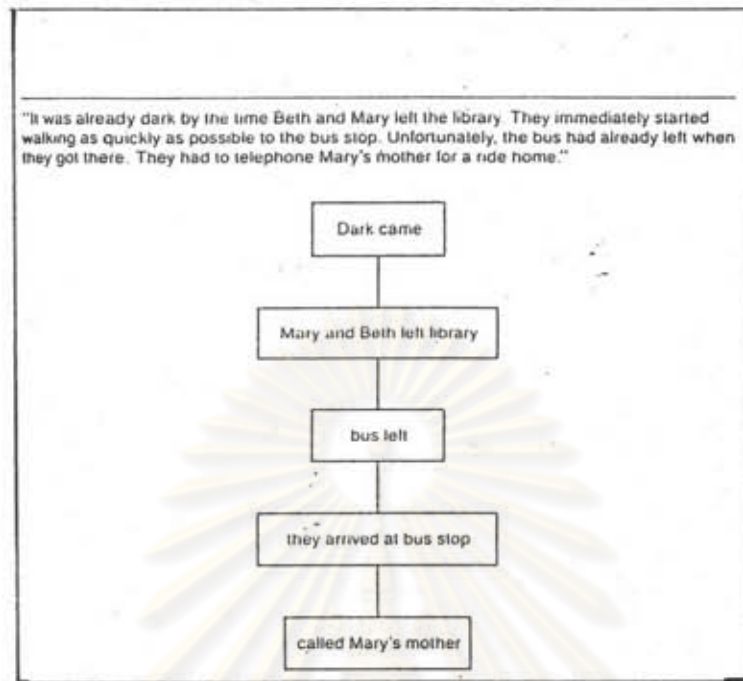 "It was already dark by the time Beth and Mary left the library. They immediately started
walking as quickly as possible to the bus stop. Unfortunately, the bus had already left when
they got there. They had to telephone Mary's mother for a ride home."
Dark came
Mary and Beth left library
bus left
they arrived at bus stop
called Mary's mother